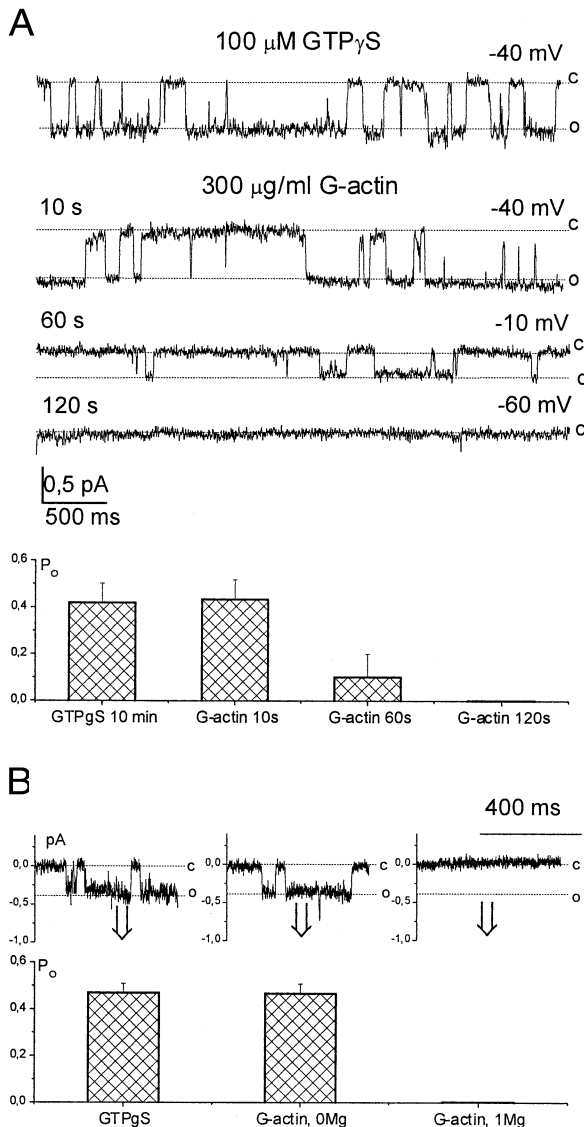 A
100 µM GTPγS
-40 mV
c
o
300 µg/ml G-actin
10 s
-40 mV
c
o
60 s
-10 mV
c
o
120 s
-60 mV
c
0,5 pA
500 ms
0,6
0,4
0,2
0,0
Po
GTPgS 10 min
G-actin 10s
G-actin 60s
G-actin 120s
B
400 ms
pA
0,0
-0,5
-1,0
c
o
0,0
-0,5
-1,0
c
o
0,0
-0,5
-1,0
c
o
0,6
0,4
0,2
0,0
Po
GTPgS
G-actin, 0Mg
G-actin, 1Mg